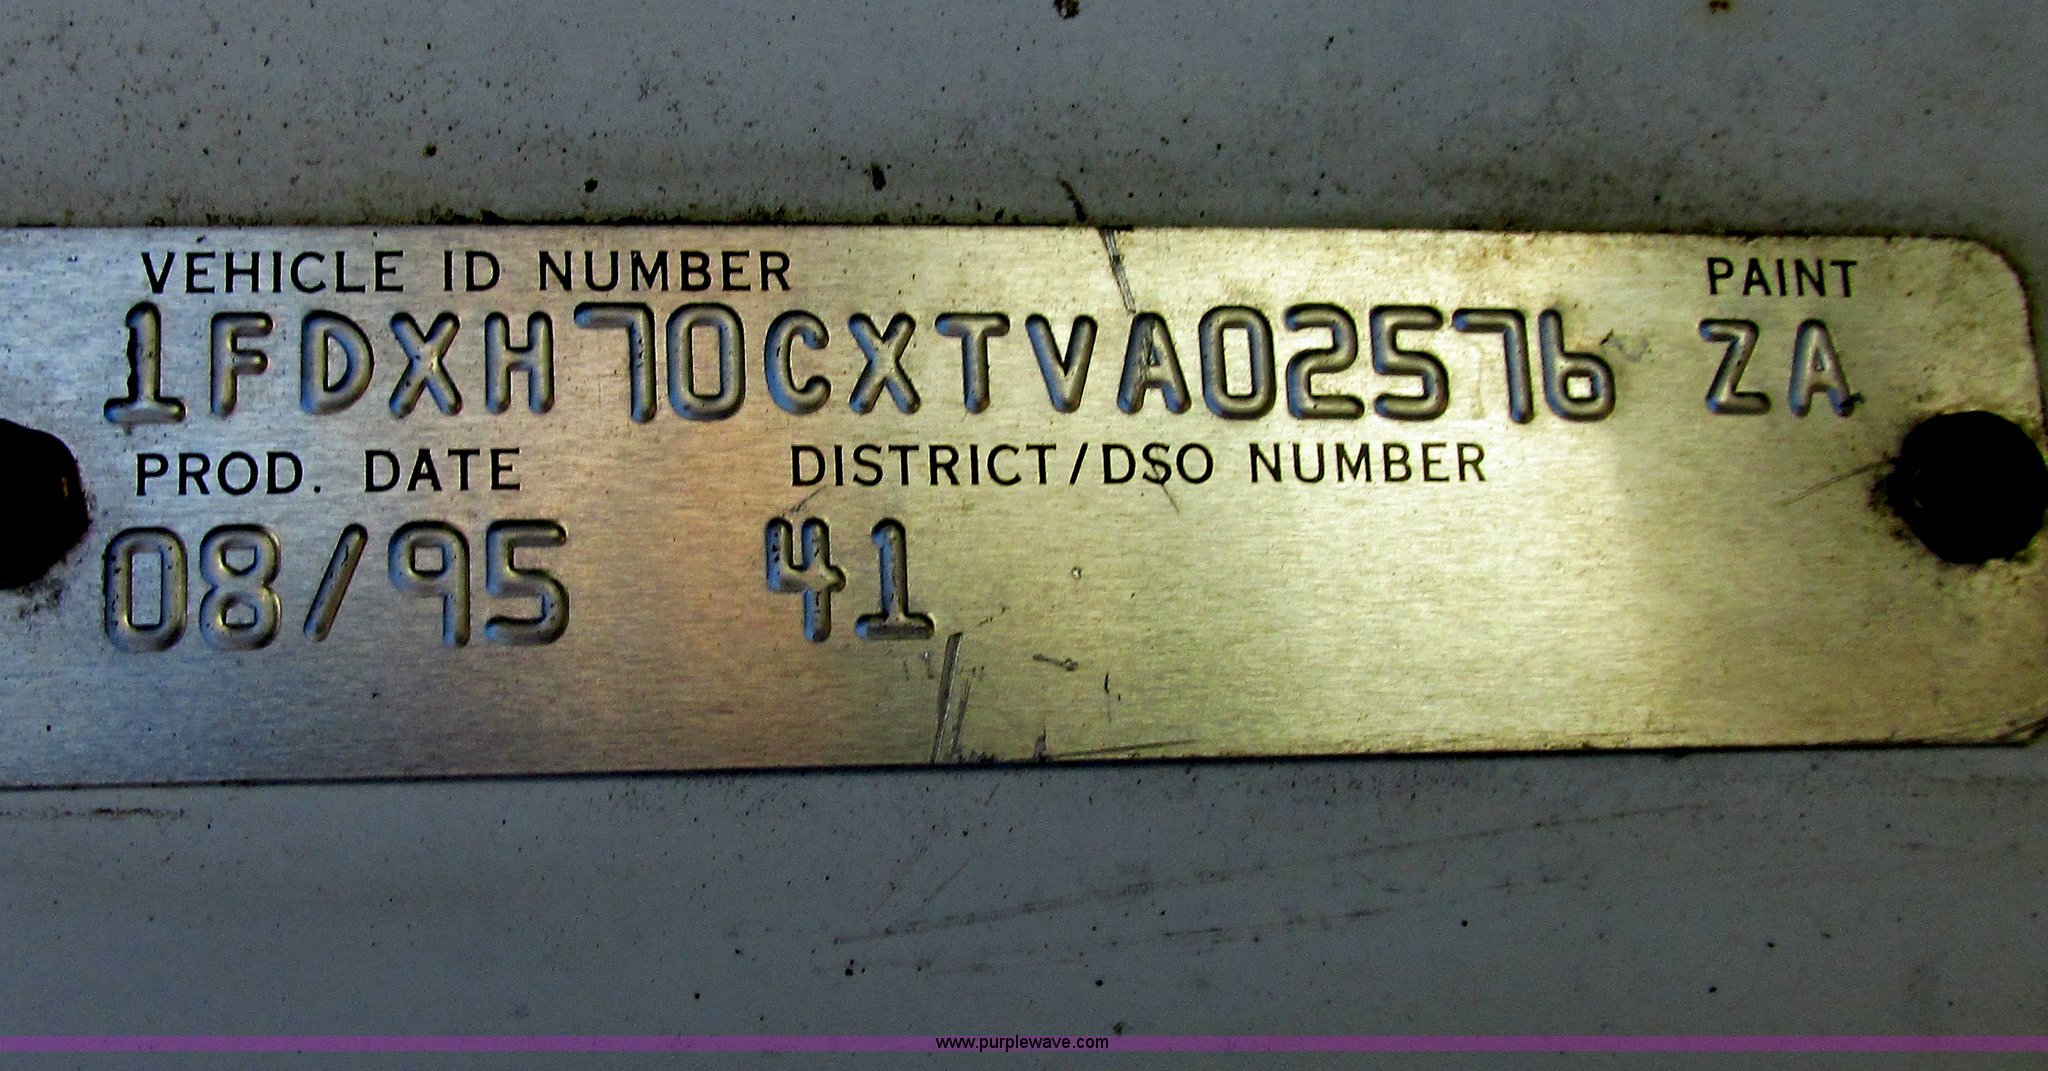 VEHICLE ID NUMBER PAINT
1FDXH70CXTVA02576 ZA
PROD. DATE DISTRICT/DSO NUMBER
08/95 41
www.purplewave.com